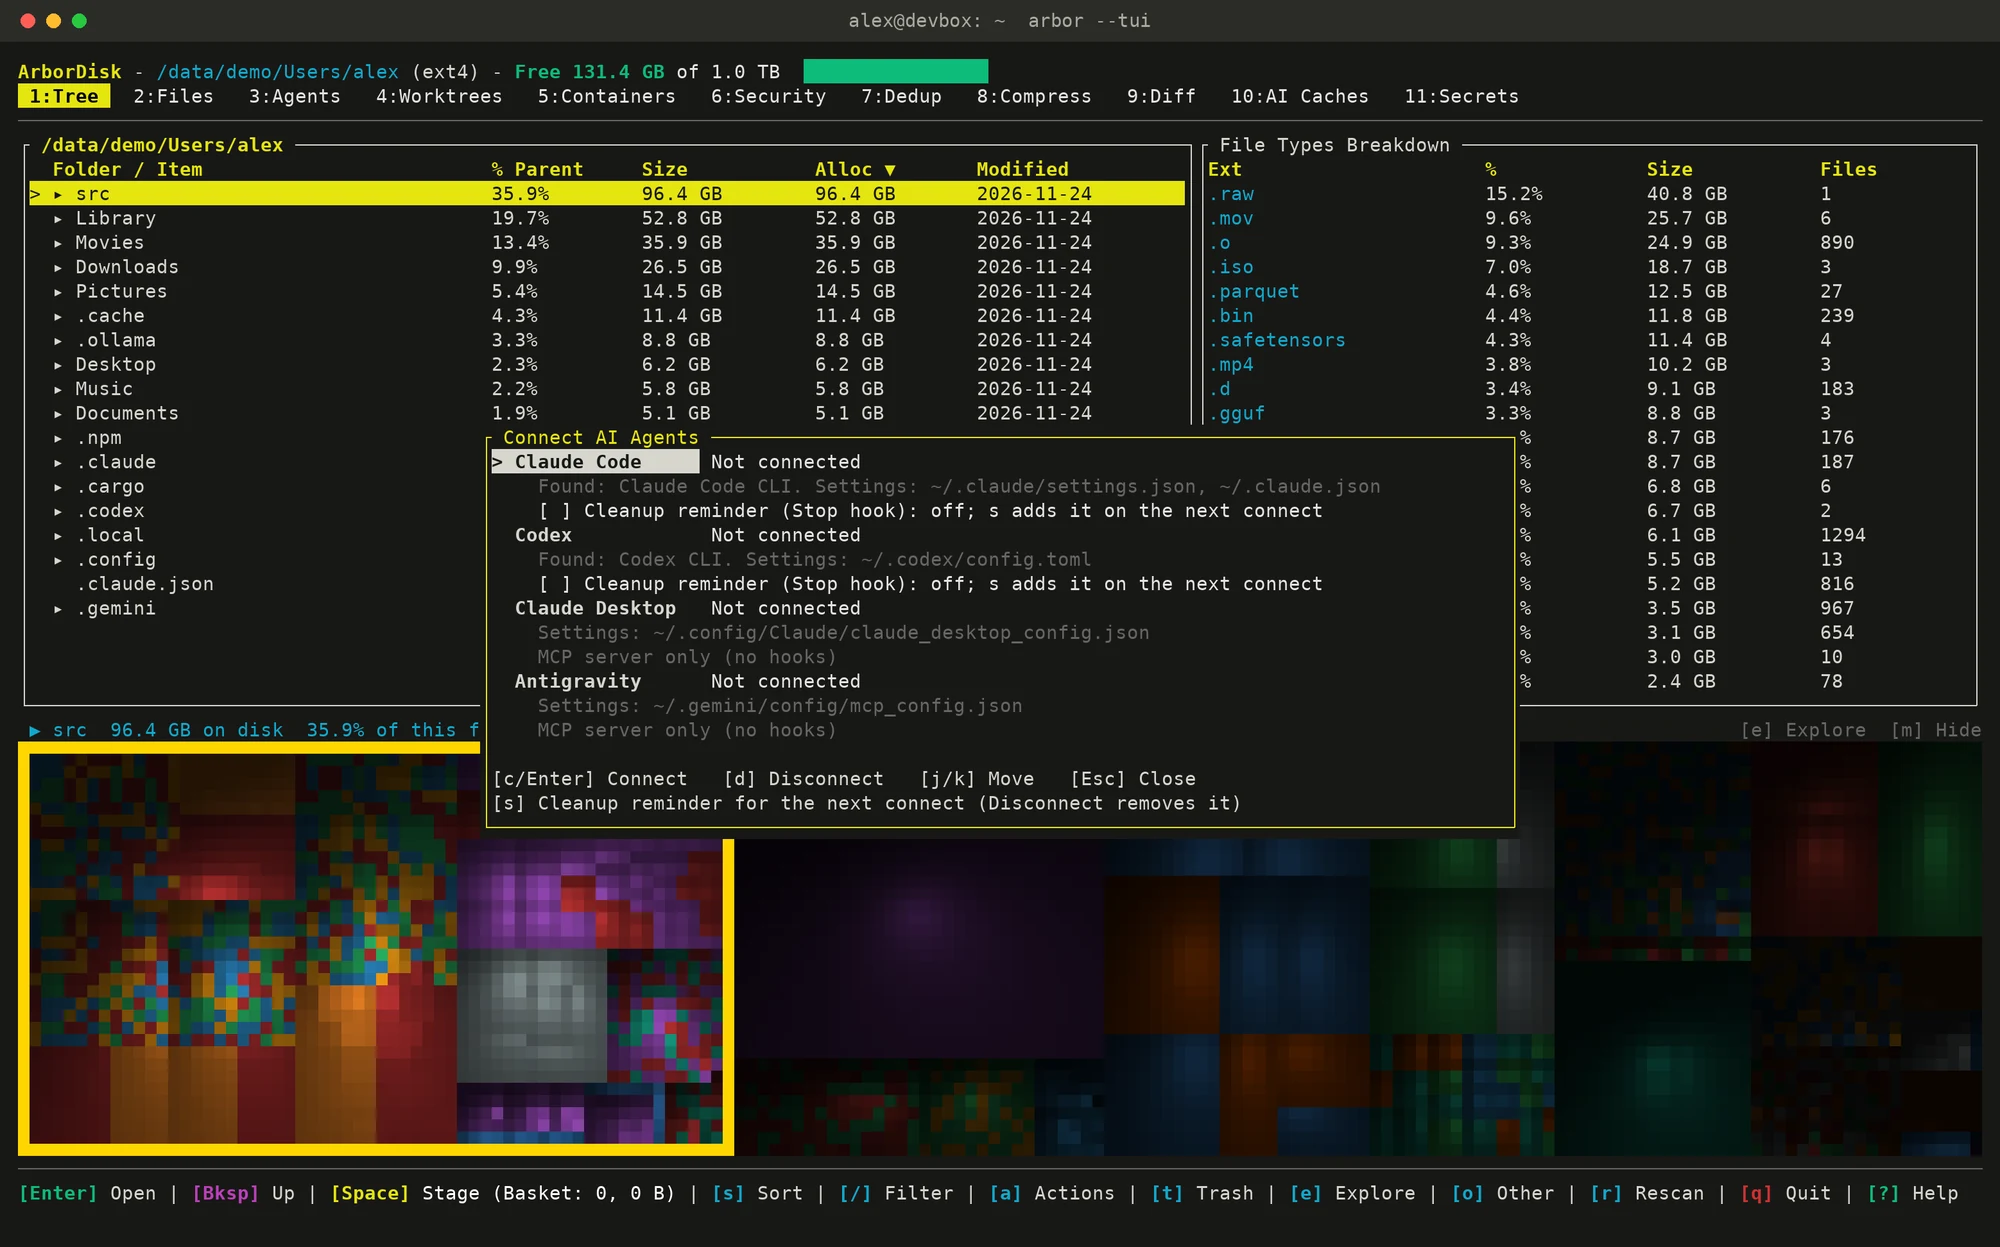 alex@devbox: ~  arbor --tui
ArborDisk - /data/demo/Users/alex (ext4) - Free 131.4 GB of 1.0 TB
1:Tree  2:Files  3:Agents  4:Worktrees  5:Containers  6:Security  7:Dedup  8:Compress  9:Diff  10:AI Caches  11:Secrets
/data/demo/Users/alex
Folder / Item  % Parent  Size  Alloc ▼  Modified
> ▸ src  35.9%  96.4 GB  96.4 GB  2026-11-24
▸ Library  19.7%  52.8 GB  52.8 GB  2026-11-24
▸ Movies  13.4%  35.9 GB  35.9 GB  2026-11-24
▸ Downloads  9.9%  26.5 GB  26.5 GB  2026-11-24
▸ Pictures  5.4%  14.5 GB  14.5 GB  2026-11-24
▸ .cache  4.3%  11.4 GB  11.4 GB  2026-11-24
▸ .ollama  3.3%  8.8 GB  8.8 GB  2026-11-24
▸ Desktop  2.3%  6.2 GB  6.2 GB  2026-11-24
▸ Music  2.2%  5.8 GB  5.8 GB  2026-11-24
▸ Documents  1.9%  5.1 GB  5.1 GB  2026-11-24
▸ .npm
▸ .claude
▸ .cargo
▸ .codex
▸ .local
▸ .config
.claude.json
▸ .gemini
File Types Breakdown
Ext  %  Size  Files
.raw  15.2%  40.8 GB  1
.mov  9.6%  25.7 GB  6
.o  9.3%  24.9 GB  890
.iso  7.0%  18.7 GB  3
.parquet  4.6%  12.5 GB  27
.bin  4.4%  11.8 GB  239
.safetensors  4.3%  11.4 GB  4
.mp4  3.8%  10.2 GB  3
.d  3.4%  9.1 GB  183
.gguf  3.3%  8.8 GB  3
%  8.7 GB  176
%  8.7 GB  187
%  6.8 GB  6
%  6.7 GB  2
%  6.1 GB  1294
%  5.5 GB  13
%  5.2 GB  816
%  3.5 GB  967
%  3.1 GB  654
%  3.0 GB  10
%  2.4 GB  78
Connect AI Agents
> Claude Code  Not connected
Found: Claude Code CLI. Settings: ~/.claude/settings.json, ~/.claude.json
[ ] Cleanup reminder (Stop hook): off; s adds it on the next connect
Codex  Not connected
Found: Codex CLI. Settings: ~/.codex/config.toml
[ ] Cleanup reminder (Stop hook): off; s adds it on the next connect
Claude Desktop  Not connected
Settings: ~/.config/Claude/claude_desktop_config.json
MCP server only (no hooks)
Antigravity  Not connected
Settings: ~/.gemini/config/mcp_config.json
MCP server only (no hooks)
[c/Enter] Connect  [d] Disconnect  [j/k] Move  [Esc] Close
[s] Cleanup reminder for the next connect (Disconnect removes it)
▶ src  96.4 GB on disk  35.9% of this f
[e] Explore  [m] Hide
[Enter] Open | [Bksp] Up | [Space] Stage (Basket: 0, 0 B) | [s] Sort | [/] Filter | [a] Actions | [t] Trash | [e] Explore | [o] Other | [r] Rescan | [q] Quit | [?] Help